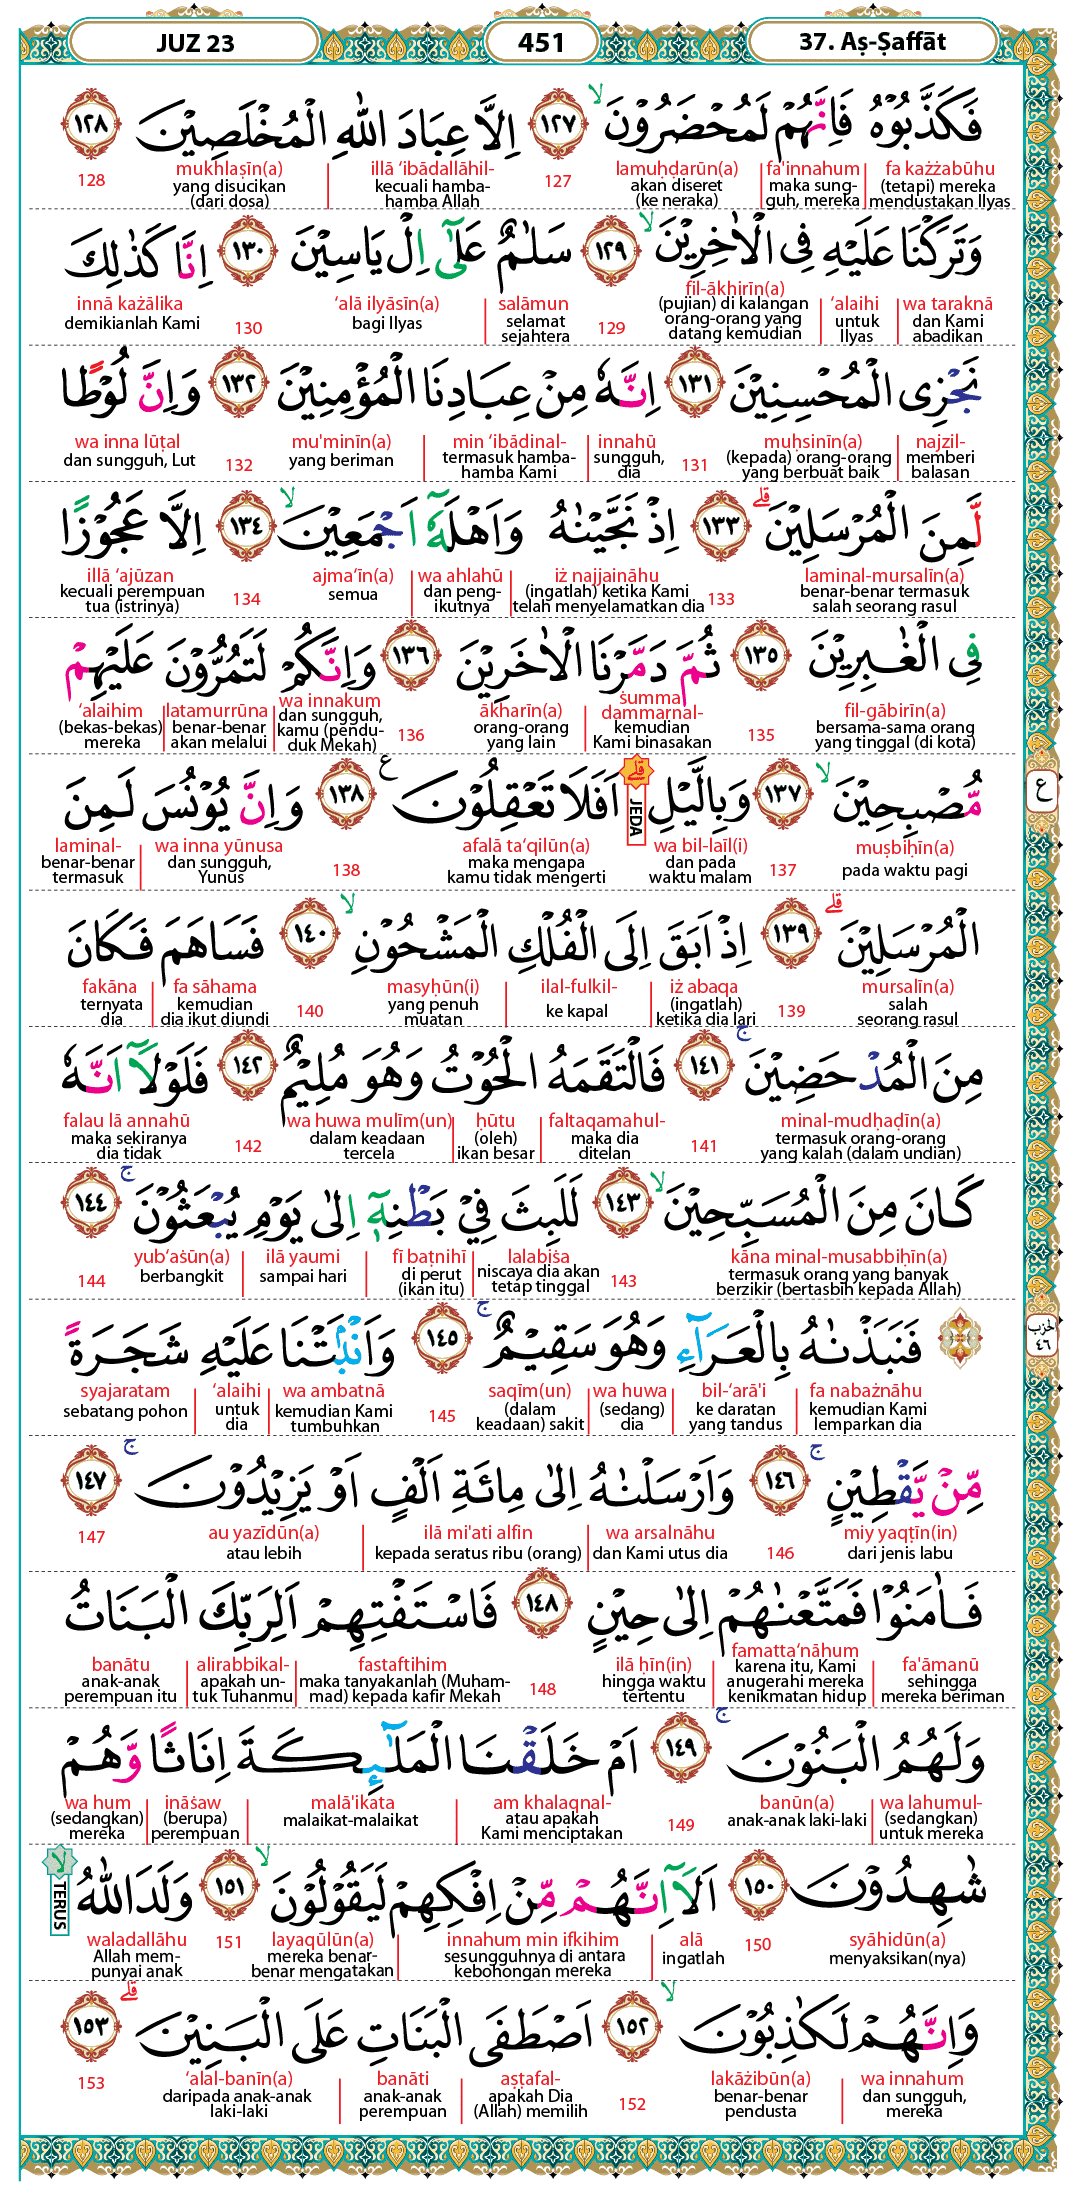 JUZ 23
451
37. Aṣ-Ṣaffāt
فَكَذَّبُوْهُ فَاِنَّهُمْ لَمُحْضَرُوْنَۙ ١٢٧ اِلَّا عِبَادَ اللّٰهِ الْمُخْلَصِيْنَ ١٢٨
fa każżabūhu (tetapi) mereka mendustakan Ilyas
fa'innahum maka sung-guh, mereka
lamuḥḍarūn(a) akan diseret (ke neraka)
127
illā ‘ibādallāhil- kecuali hamba-hamba Allah
mukhlaṣīn(a) yang disucikan (dari dosa)
128
وَتَرَكْنَا عَلَيْهِ فِى الْاٰخِرِيْنَۙ ١٢٩ سَلٰمٌ عَلٰٓى اِلْ يَاسِيْنَ ١٣٠ اِنَّا كَذٰلِكَ
wa taraknā dan Kami abadikan
‘alaihi untuk Ilyas
fil-ākhirīn(a) (pujian) di kalangan orang-orang yang datang kemudian
129
salāmun selamat sejahtera
‘alā ilyāsīn(a) bagi Ilyas
130
innā każālika demikianlah Kami
نَجْزِى الْمُحْسِنِيْنَ ١٣١ اِنَّهٗ مِنْ عِبَادِنَا الْمُؤْمِنِيْنَ ١٣٢ وَاِنَّ لُوْطًا
najzil- memberi balasan
muḥsinīn(a) (kepada) orang-orang yang berbuat baik
131
innahū sungguh, dia
min ‘ibādinal- termasuk hamba-hamba Kami
mu'minīn(a) yang beriman
132
wa inna lūṭal dan sungguh, Lut
لَّمِنَ الْمُرْسَلِيْنَۗ ١٣٣ اِذْ نَجَّيْنٰهُ وَاَهْلَهٗٓ اَجْمَعِيْنَۙ ١٣٤ اِلَّا عَجُوْزًا
laminal-mursalīn(a) benar-benar termasuk salah seorang rasul
133
iż najjaināhu (ingatlah) ketika Kami telah menyelamatkan dia
wa ahlahū dan peng-ikutnya
ajma‘īn(a) semua
134
illā ‘ajūzan kecuali perempuan tua (istrinya)
فِى الْغٰبِرِيْنَ ١٣٥ ثُمَّ دَمَّرْنَا الْاٰخَرِيْنَ ١٣٦ وَاِنَّكُمْ لَتَمُرُّوْنَ عَلَيْهِمْ
fil-gābirīn(a) bersama-sama orang yang tinggal (di kota)
135
ṡumma dammarnal- kemudian Kami binasakan
ākharīn(a) orang-orang yang lain
136
wa innakum dan sungguh, kamu (pendu-duk Mekah)
latamurrūna benar-benar akan melalui
‘alaihim (bekas-bekas) mereka
مُّصْبِحِيْنَۙ ١٣٧ وَبِالَّيْلِۗ اَفَلَا تَعْقِلُوْنَ ࣖ ١٣٨ وَاِنَّ يُوْنُسَ لَمِنَ
ع
JEDA
muṣbiḥīn(a) pada waktu pagi
137
wa bil-laīl(i) dan pada waktu malam
afalā ta‘qilūn(a) maka mengapa kamu tidak mengerti
138
wa inna yūnusa dan sungguh, Yunus
laminal- benar-benar termasuk
الْمُرْسَلِيْنَۗ ١٣٩ اِذْ اَبَقَ اِلَى الْفُلْكِ الْمَشْحُوْنِۙ ١٤٠ فَسَاهَمَ فَكَانَ
mursalīn(a) salah seorang rasul
139
iż abaqa (ingatlah) ketika dia lari
ilal-fulkil- ke kapal
masyḥūn(i) yang penuh muatan
140
fa sāhama kemudian dia ikut diundi
fakāna ternyata dia
مِنَ الْمُدْحَضِيْنَۚ ١٤١ فَالْتَقَمَهُ الْحُوْتُ وَهُوَ مُلِيْمٌ ١٤٢ فَلَوْلَآ اَنَّهٗ
minal-mudḥaḍīn(a) termasuk orang-orang yang kalah (dalam undian)
141
faltaqamahul- maka dia ditelan
ḥūtu (oleh) ikan besar
wa huwa mulīm(un) dalam keadaan tercela
142
falau lā annahū maka sekiranya dia tidak
كَانَ مِنَ الْمُسَبِّحِيْنَۙ ١٤٣ لَلَبِثَ فِيْ بَطْنِهٖٓ اِلٰى يَوْمِ يُبْعَثُوْنَۚ ١٤٤
kāna minal-musabbiḥīn(a) termasuk orang yang banyak berzikir (bertasbih kepada Allah)
143
lalabiṡa niscaya dia akan tetap tinggal
fī baṭnihī di perut (ikan itu)
ilā yaumi sampai hari
yub‘aṡūn(a) berbangkit
144
۞ فَنَبَذْنٰهُ بِالْعَرَاۤءِ وَهُوَ سَقِيْمٌۚ ١٤٥ وَاَنْۢبَتْنَا عَلَيْهِ شَجَرَةً
الحزب ٤٦
fa nabażnāhu kemudian Kami lemparkan dia
bil-‘arā'i ke daratan yang tandus
wa huwa (sedang) dia
saqīm(un) (dalam keadaan) sakit
145
wa ambatnā kemudian Kami tumbuhkan
‘alaihi untuk dia
syajaratam sebatang pohon
مِّنْ يَّقْطِيْنٍۚ ١٤٦ وَاَرْسَلْنٰهُ اِلٰى مِائَةِ اَلْفٍ اَوْ يَزِيْدُوْنَۚ ١٤٧
miy yaqṭīn(in) dari jenis labu
146
wa arsalnāhu dan Kami utus dia
ilā mi'ati alfin kepada seratus ribu (orang)
au yazīdūn(a) atau lebih
147
فَاٰمَنُوْا فَمَتَّعْنٰهُمْ اِلٰى حِيْنٍ ١٤٨ فَاسْتَفْتِهِمْ اَلِرَبِّكَ الْبَنَاتُ
fa'āmanū sehingga mereka beriman
famatta‘nāhum karena itu, Kami anugerahi mereka kenikmatan hidup
ilā ḥīn(in) hingga waktu tertentu
148
fastaftihim maka tanyakanlah (Muham-mad) kepada kafir Mekah
alirabbikal- apakah un-tuk Tuhanmu
banātu anak-anak perempuan itu
وَلَهُمُ الْبَنُوْنَۚ ١٤٩ اَمْ خَلَقْنَا الْمَلٰۤىِٕكَةَ اِنَاثًا وَّهُمْ
wa lahumul- (sedangkan) untuk mereka
banūn(a) anak-anak laki-laki
149
am khalaqnal- atau apakah Kami menciptakan
malā'ikata malaikat-malaikat
ināṡaw (berupa) perempuan
wa hum (sedangkan) mereka
شٰهِدُوْنَ ١٥٠ اَلَآ اِنَّهُمْ مِّنْ اِفْكِهِمْ لَيَقُوْلُوْنَۙ ١٥١ وَلَدَ اللّٰهُۙ
TERUS
syāhidūn(a) menyaksikan(nya)
150
alā ingatlah
innahum min ifkihim sesungguhnya di antara kebohongan mereka
layaqūlūn(a) mereka benar-benar mengatakan
151
waladallāhu Allah mem-punyai anak
وَاِنَّهُمْ لَكٰذِبُوْنَۙ ١٥٢ اَصْطَفَى الْبَنَاتِ عَلَى الْبَنِيْنَۗ ١٥٣
wa innahum dan sungguh, mereka
lakāżibūn(a) benar-benar pendusta
152
aṣṭafal- apakah Dia (Allah) memilih
banāti anak-anak perempuan
‘alal-banīn(a) daripada anak-anak laki-laki
153